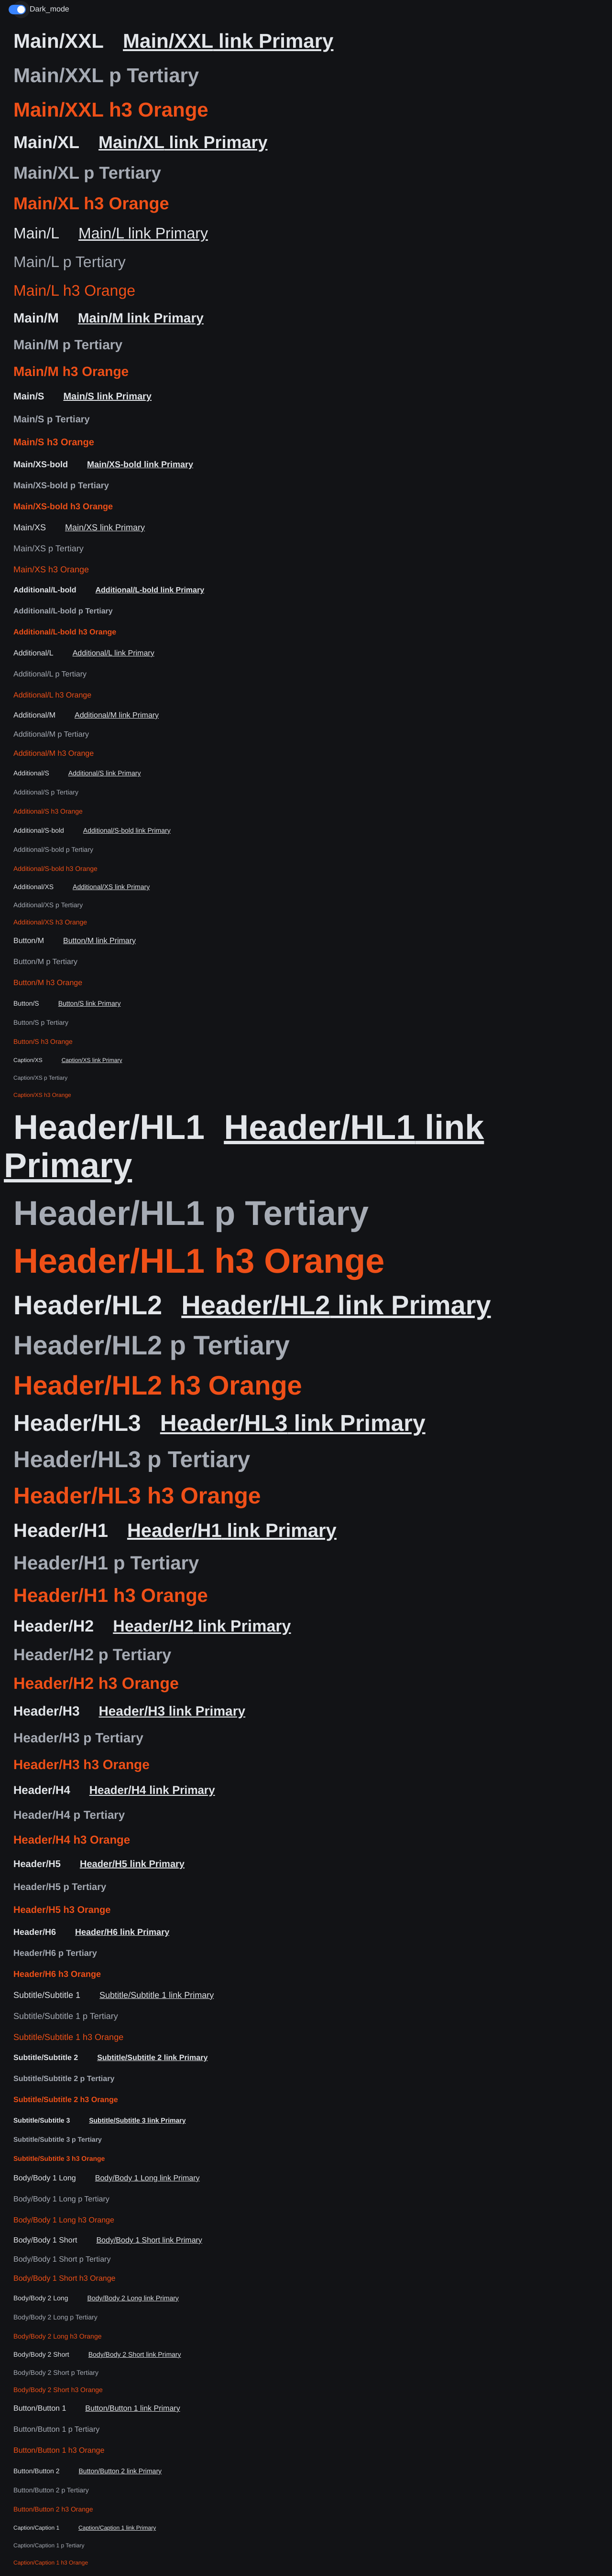 Dark_mode
Main/XXL Main/XXL link Primary
Main/XXL p Tertiary
Main/XXL h3 Orange
Main/XL Main/XL link Primary
Main/XL p Tertiary
Main/XL h3 Orange
Main/L Main/L link Primary
Main/L p Tertiary
Main/L h3 Orange
Main/M Main/M link Primary
Main/M p Tertiary
Main/M h3 Orange
Main/S Main/S link Primary
Main/S p Tertiary
Main/S h3 Orange
Main/XS-bold Main/XS-bold link Primary
Main/XS-bold p Tertiary
Main/XS-bold h3 Orange
Main/XS Main/XS link Primary
Main/XS p Tertiary
Main/XS h3 Orange
Additional/L-bold Additional/L-bold link Primary
Additional/L-bold p Tertiary
Additional/L-bold h3 Orange
Additional/L Additional/L link Primary
Additional/L p Tertiary
Additional/L h3 Orange
Additional/M Additional/M link Primary
Additional/M p Tertiary
Additional/M h3 Orange
Additional/S Additional/S link Primary
Additional/S p Tertiary
Additional/S h3 Orange
Additional/S-bold Additional/S-bold link Primary
Additional/S-bold p Tertiary
Additional/S-bold h3 Orange
Additional/XS Additional/XS link Primary
Additional/XS p Tertiary
Additional/XS h3 Orange
Button/M Button/M link Primary
Button/M p Tertiary
Button/M h3 Orange
Button/S Button/S link Primary
Button/S p Tertiary
Button/S h3 Orange
Caption/XS Caption/XS link Primary
Caption/XS p Tertiary
Caption/XS h3 Orange
Header/HL1 Header/HL1 link
Primary
Header/HL1 p Tertiary
Header/HL1 h3 Orange
Header/HL2 Header/HL2 link Primary
Header/HL2 p Tertiary
Header/HL2 h3 Orange
Header/HL3 Header/HL3 link Primary
Header/HL3 p Tertiary
Header/HL3 h3 Orange
Header/H1 Header/H1 link Primary
Header/H1 p Tertiary
Header/H1 h3 Orange
Header/H2 Header/H2 link Primary
Header/H2 p Tertiary
Header/H2 h3 Orange
Header/H3 Header/H3 link Primary
Header/H3 p Tertiary
Header/H3 h3 Orange
Header/H4 Header/H4 link Primary
Header/H4 p Tertiary
Header/H4 h3 Orange
Header/H5 Header/H5 link Primary
Header/H5 p Tertiary
Header/H5 h3 Orange
Header/H6 Header/H6 link Primary
Header/H6 p Tertiary
Header/H6 h3 Orange
Subtitle/Subtitle 1 Subtitle/Subtitle 1 link Primary
Subtitle/Subtitle 1 p Tertiary
Subtitle/Subtitle 1 h3 Orange
Subtitle/Subtitle 2 Subtitle/Subtitle 2 link Primary
Subtitle/Subtitle 2 p Tertiary
Subtitle/Subtitle 2 h3 Orange
Subtitle/Subtitle 3 Subtitle/Subtitle 3 link Primary
Subtitle/Subtitle 3 p Tertiary
Subtitle/Subtitle 3 h3 Orange
Body/Body 1 Long Body/Body 1 Long link Primary
Body/Body 1 Long p Tertiary
Body/Body 1 Long h3 Orange
Body/Body 1 Short Body/Body 1 Short link Primary
Body/Body 1 Short p Tertiary
Body/Body 1 Short h3 Orange
Body/Body 2 Long Body/Body 2 Long link Primary
Body/Body 2 Long p Tertiary
Body/Body 2 Long h3 Orange
Body/Body 2 Short Body/Body 2 Short link Primary
Body/Body 2 Short p Tertiary
Body/Body 2 Short h3 Orange
Button/Button 1 Button/Button 1 link Primary
Button/Button 1 p Tertiary
Button/Button 1 h3 Orange
Button/Button 2 Button/Button 2 link Primary
Button/Button 2 p Tertiary
Button/Button 2 h3 Orange
Caption/Caption 1 Caption/Caption 1 link Primary
Caption/Caption 1 p Tertiary
Caption/Caption 1 h3 Orange